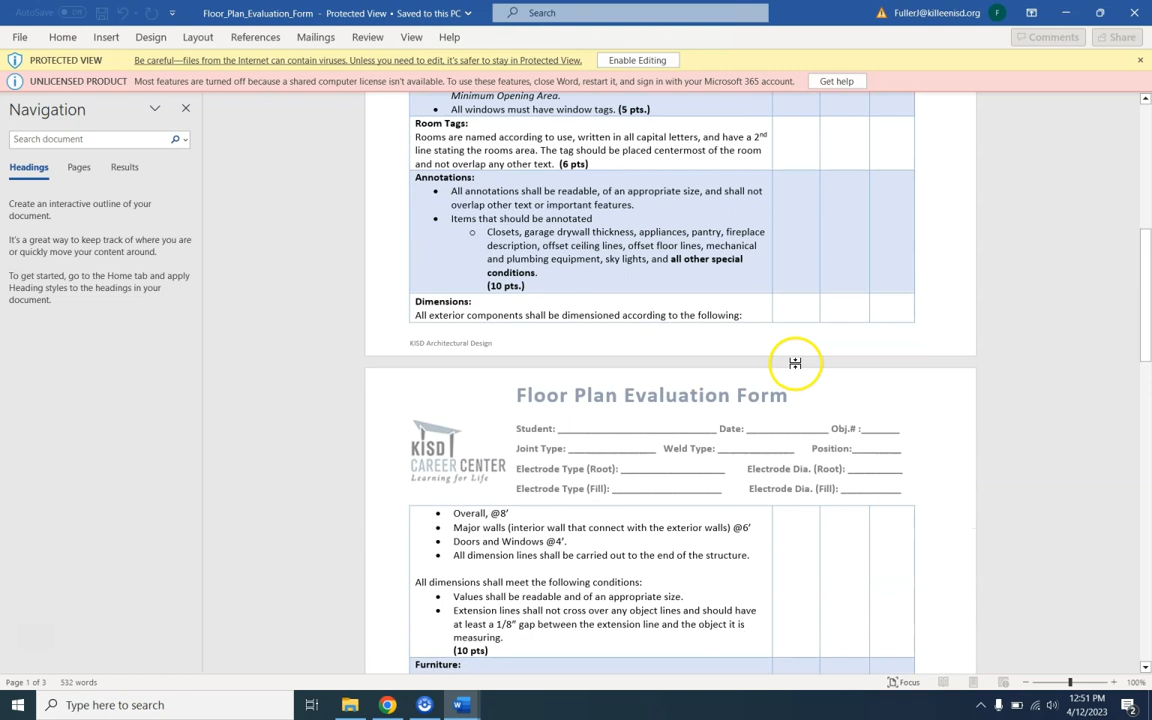 AutoSave Off Floor_Plan_Evaluation_Form - Protected View • Saved to this PC Search FullerJ@killeenisd.org F
File Home Insert Design Layout References Mailings Review View Help Comments Share
PROTECTED VIEW Be careful—files from the Internet can contain viruses. Unless you need to edit, it's safer to stay in Protected View. Enable Editing
UNLICENSED PRODUCT Most features are turned off because a shared computer license isn't available. To use these features, close Word, restart it, and sign in with your Microsoft 365 account. Get help
Navigation
Search document
Headings Pages Results
Create an interactive outline of your
document.
It's a great way to keep track of where you are
or quickly move your content around.
To get started, go to the Home tab and apply
Heading styles to the headings in your
document.
Minimum Opening Area.
• All windows must have window tags. (5 pts.)
Room Tags:
Rooms are named according to use, written in all capital letters, and have a 2nd
line stating the rooms area. The tag should be placed centermost of the room
and not overlap any other text. (6 pts)
Annotations:
• All annotations shall be readable, of an appropriate size, and shall not
overlap other text or important features.
• Items that should be annotated
o Closets, garage drywall thickness, appliances, pantry, fireplace
description, offset ceiling lines, offset floor lines, mechanical
and plumbing equipment, sky lights, and all other special
conditions.
(10 pts.)
Dimensions:
All exterior components shall be dimensioned according to the following:
KISD Architectural Design
Floor Plan Evaluation Form
KISD
CAREER CENTER
Learning for Life
Student: ____________________ Date: __________ Obj.# :_____
Joint Type: ___________ Weld Type: __________ Position:______
Electrode Type (Root): _____________ Electrode Dia. (Root): _______
Electrode Type (Fill): ______________ Electrode Dia. (Fill): ________
• Overall, @8'
• Major walls (interior wall that connect with the exterior walls) @6'
• Doors and Windows @4'.
• All dimension lines shall be carried out to the end of the structure.
All dimensions shall meet the following conditions:
• Values shall be readable and of an appropriate size.
• Extension lines shall not cross over any object lines and should have
at least a 1/8" gap between the extension line and the object it is
measuring.
(10 pts)
Furniture:
Page 1 of 3 532 words Focus 100%
Type here to search 12:51 PM
4/12/2023 2